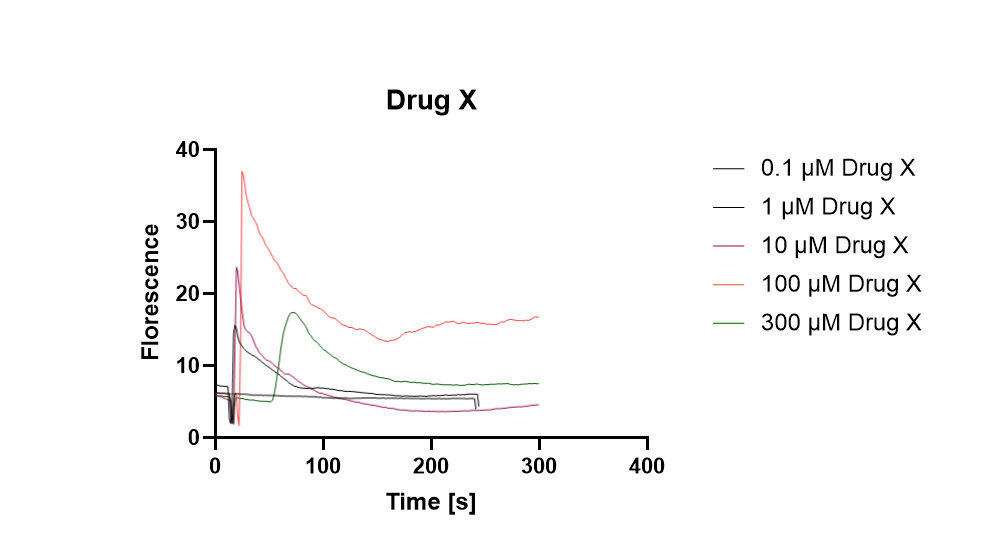 Drug X
Florescence
40
30
20
10
0
0 100 200 300 400
Time [s]
0.1 µM Drug X
1 µM Drug X
10 µM Drug X
100 µM Drug X
300 µM Drug X